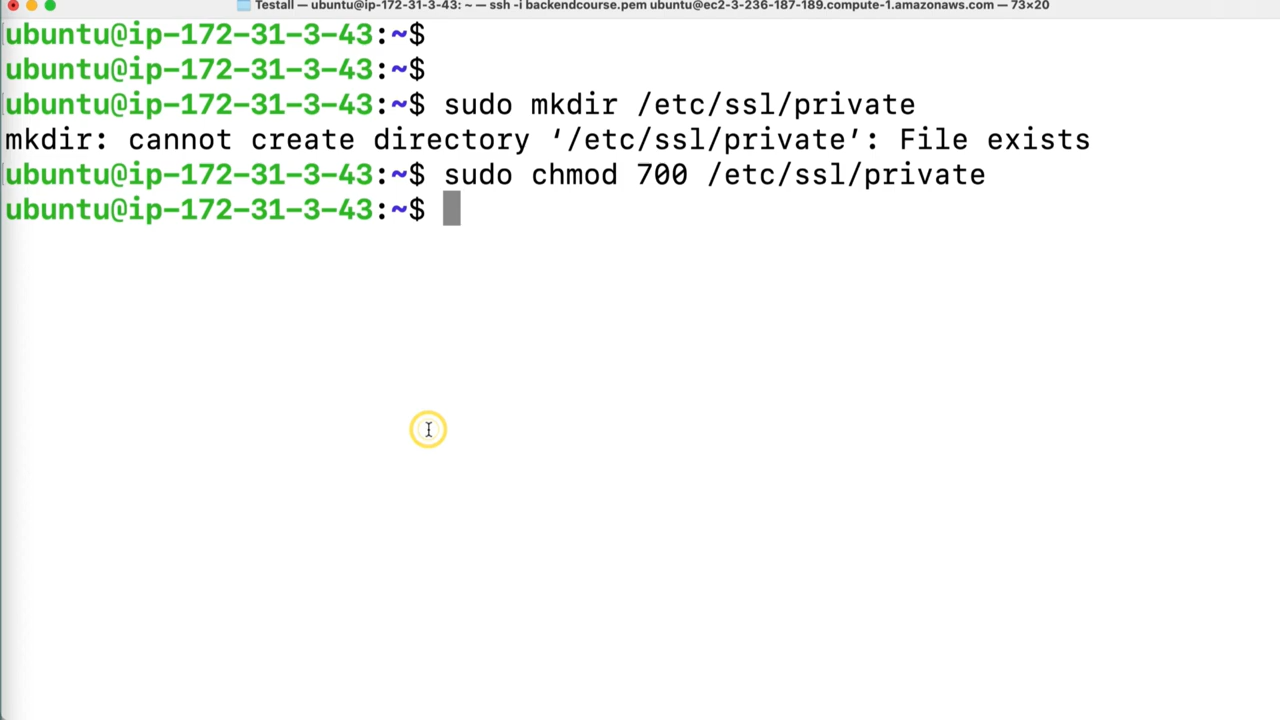 Testall — ubuntu@ip-172-31-3-43: ~ — ssh -i backendcourse.pem ubuntu@ec2-3-236-187-189.compute-1.amazonaws.com — 73×20
ubuntu@ip-172-31-3-43:~$
ubuntu@ip-172-31-3-43:~$
ubuntu@ip-172-31-3-43:~$ sudo mkdir /etc/ssl/private
mkdir: cannot create directory ‘/etc/ssl/private’: File exists
ubuntu@ip-172-31-3-43:~$ sudo chmod 700 /etc/ssl/private
ubuntu@ip-172-31-3-43:~$